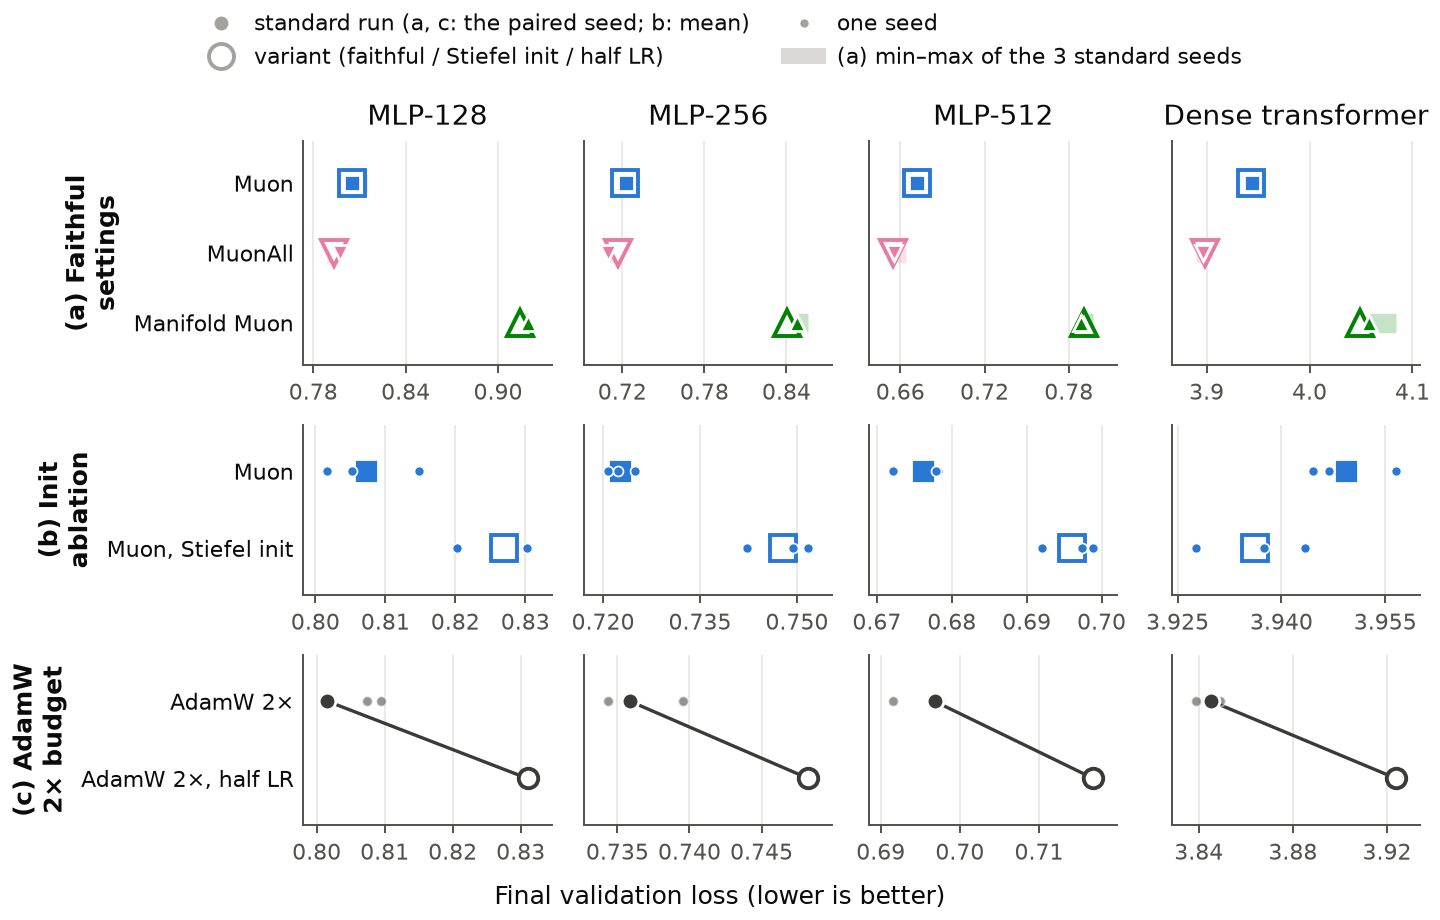 standard run (a, c: the paired seed; b: mean)
one seed
variant (faithful / Stiefel init / half LR)
(a) min–max of the 3 standard seeds
MLP-128
MLP-256
MLP-512
Dense transformer
(a) Faithful
settings
Muon
MuonAll
Manifold Muon
0.78 0.84 0.90
0.72 0.78 0.84
0.66 0.72 0.78
3.9 4.0 4.1
(b) Init
ablation
Muon
Muon, Stiefel init
0.80 0.81 0.82 0.83
0.720 0.735 0.750
0.67 0.68 0.69 0.70
3.925 3.940 3.955
(c) AdamW
2× budget
AdamW 2×
AdamW 2×, half LR
0.80 0.81 0.82 0.83
0.735 0.740 0.745
0.69 0.70 0.71
3.84 3.88 3.92
Final validation loss (lower is better)